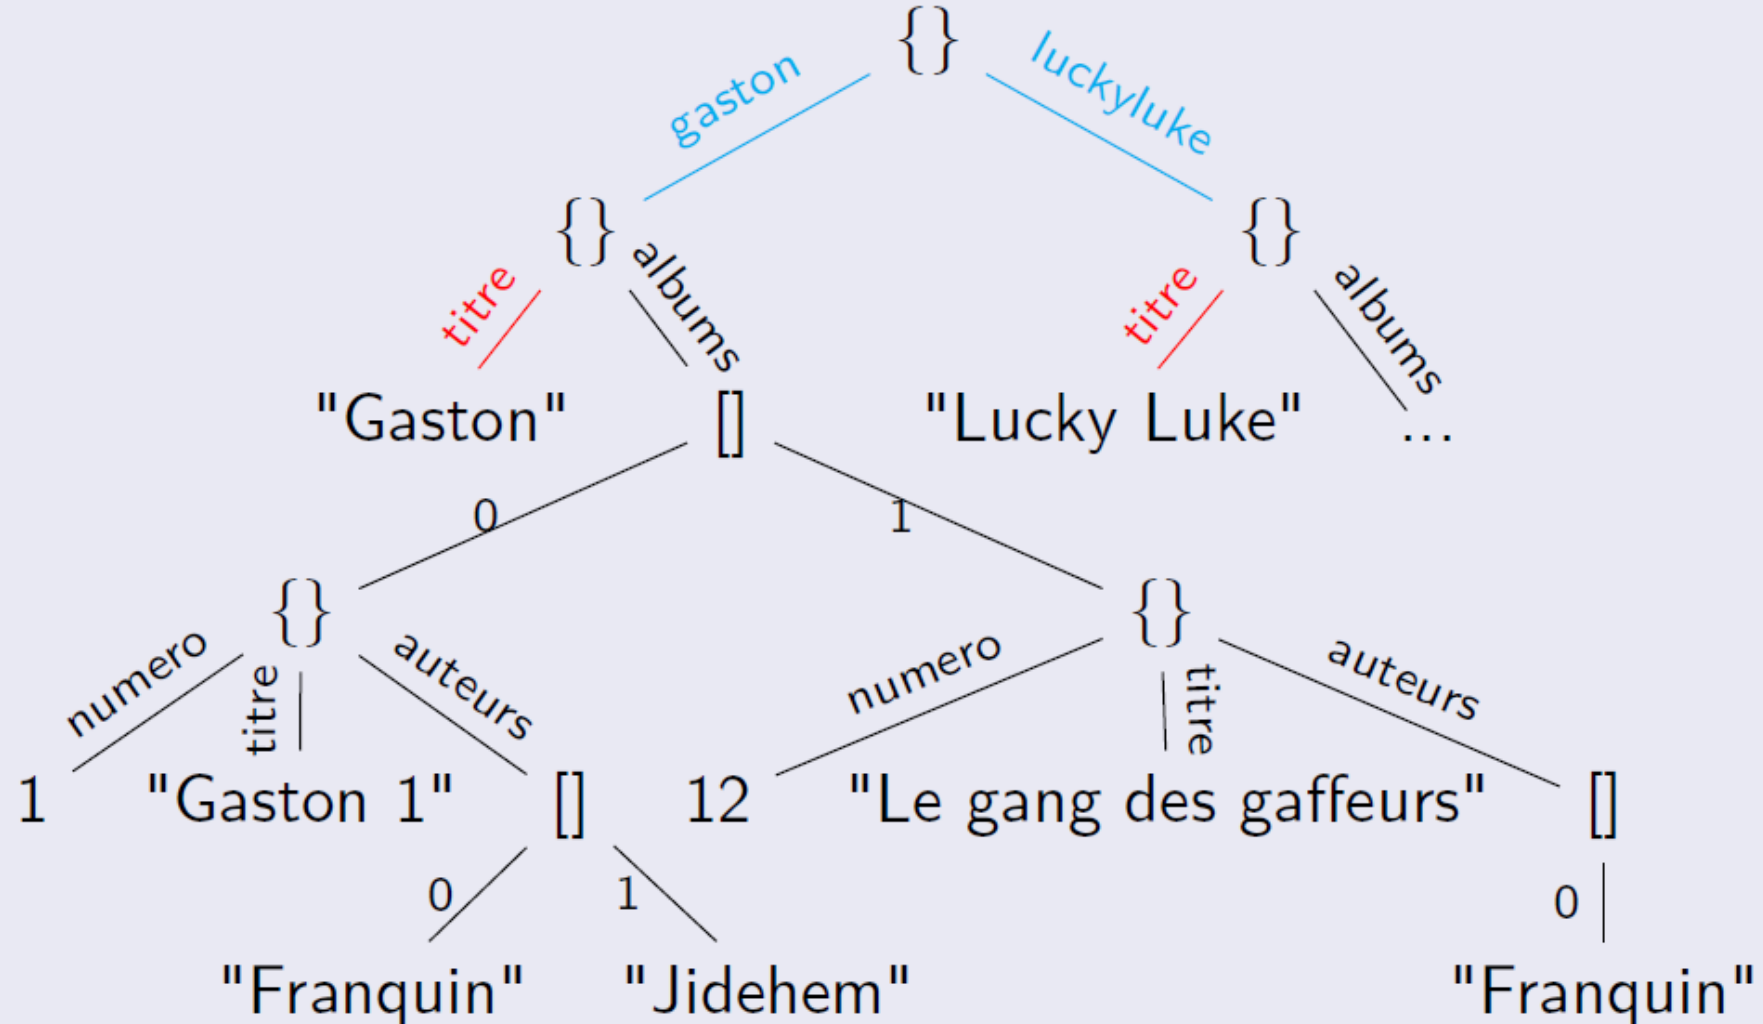 {}
gaston
luckyluke
{} {}
titre albums titre albums
"Gaston" [] "Lucky Luke" ...
0 1
{} {}
numero titre auteurs numero titre auteurs
1 "Gaston 1" [] 12 "Le gang des gaffeurs" []
0 1 0
"Franquin" "Jidehem" "Franquin"